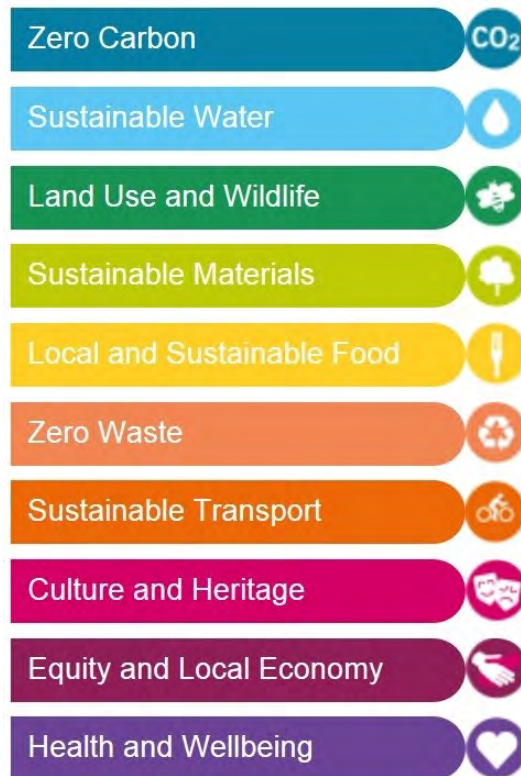 Zero Carbon
CO₂
Sustainable Water
Land Use and Wildlife
Sustainable Materials
Local and Sustainable Food
Zero Waste
Sustainable Transport
Culture and Heritage
Equity and Local Economy
Health and Wellbeing